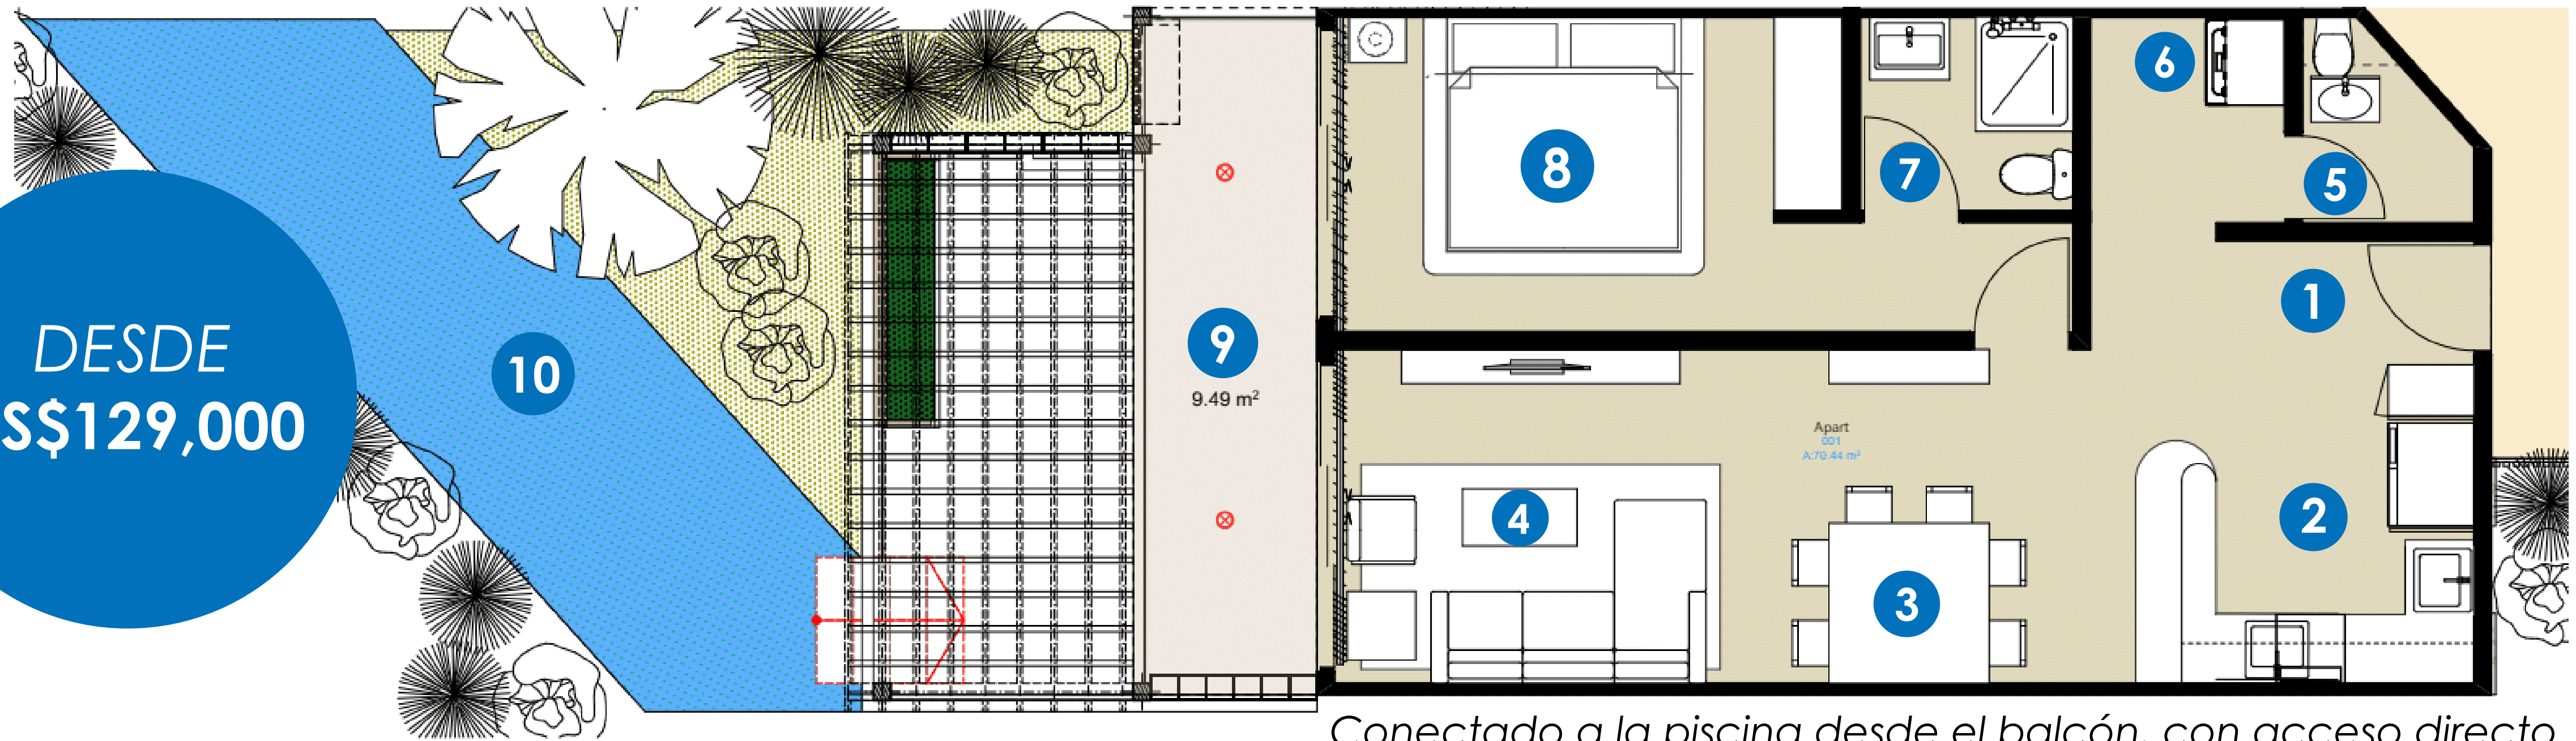 DESDE
S$129,000
10
9
9.49 m²
8
7
6
5
1
Apart
001
A:70.44 m²
4
3
2
Conectado a la piscina desde el balcón, con acceso directo